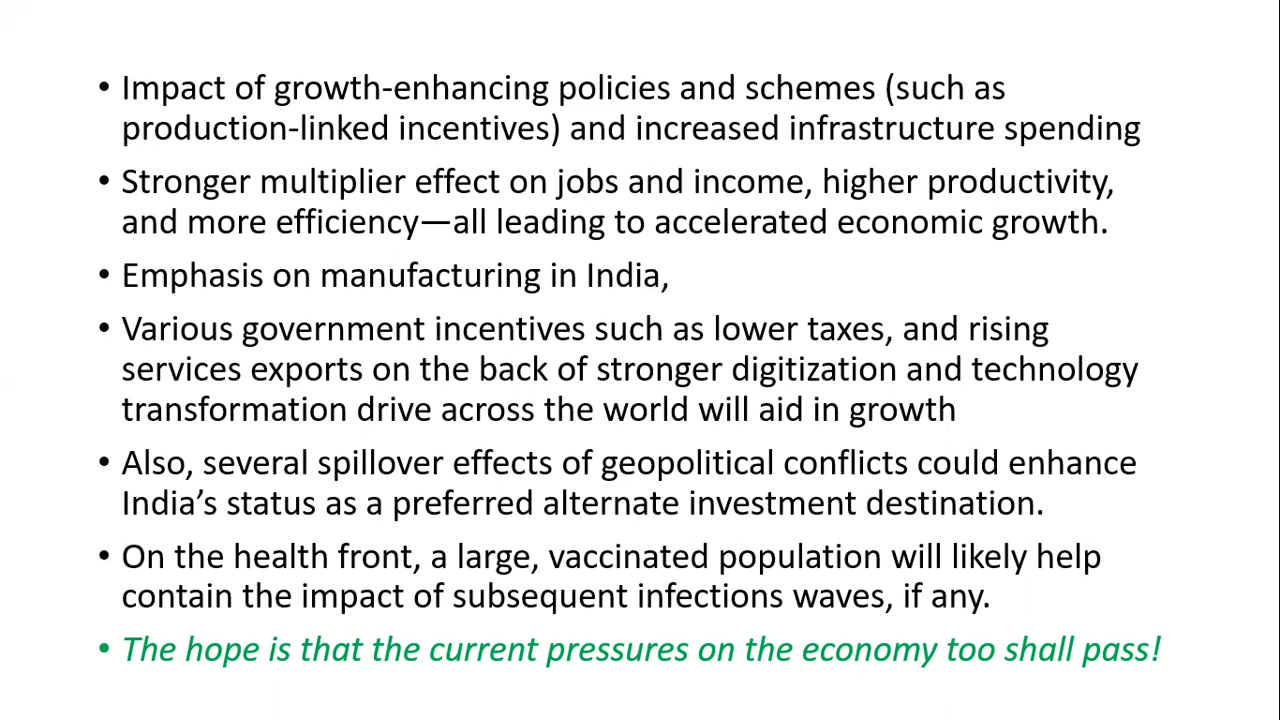 • Impact of growth-enhancing policies and schemes (such as
production-linked incentives) and increased infrastructure spending
• Stronger multiplier effect on jobs and income, higher productivity,
and more efficiency—all leading to accelerated economic growth.
• Emphasis on manufacturing in India,
• Various government incentives such as lower taxes, and rising
services exports on the back of stronger digitization and technology
transformation drive across the world will aid in growth
• Also, several spillover effects of geopolitical conflicts could enhance
India’s status as a preferred alternate investment destination.
• On the health front, a large, vaccinated population will likely help
contain the impact of subsequent infections waves, if any.
• The hope is that the current pressures on the economy too shall pass!